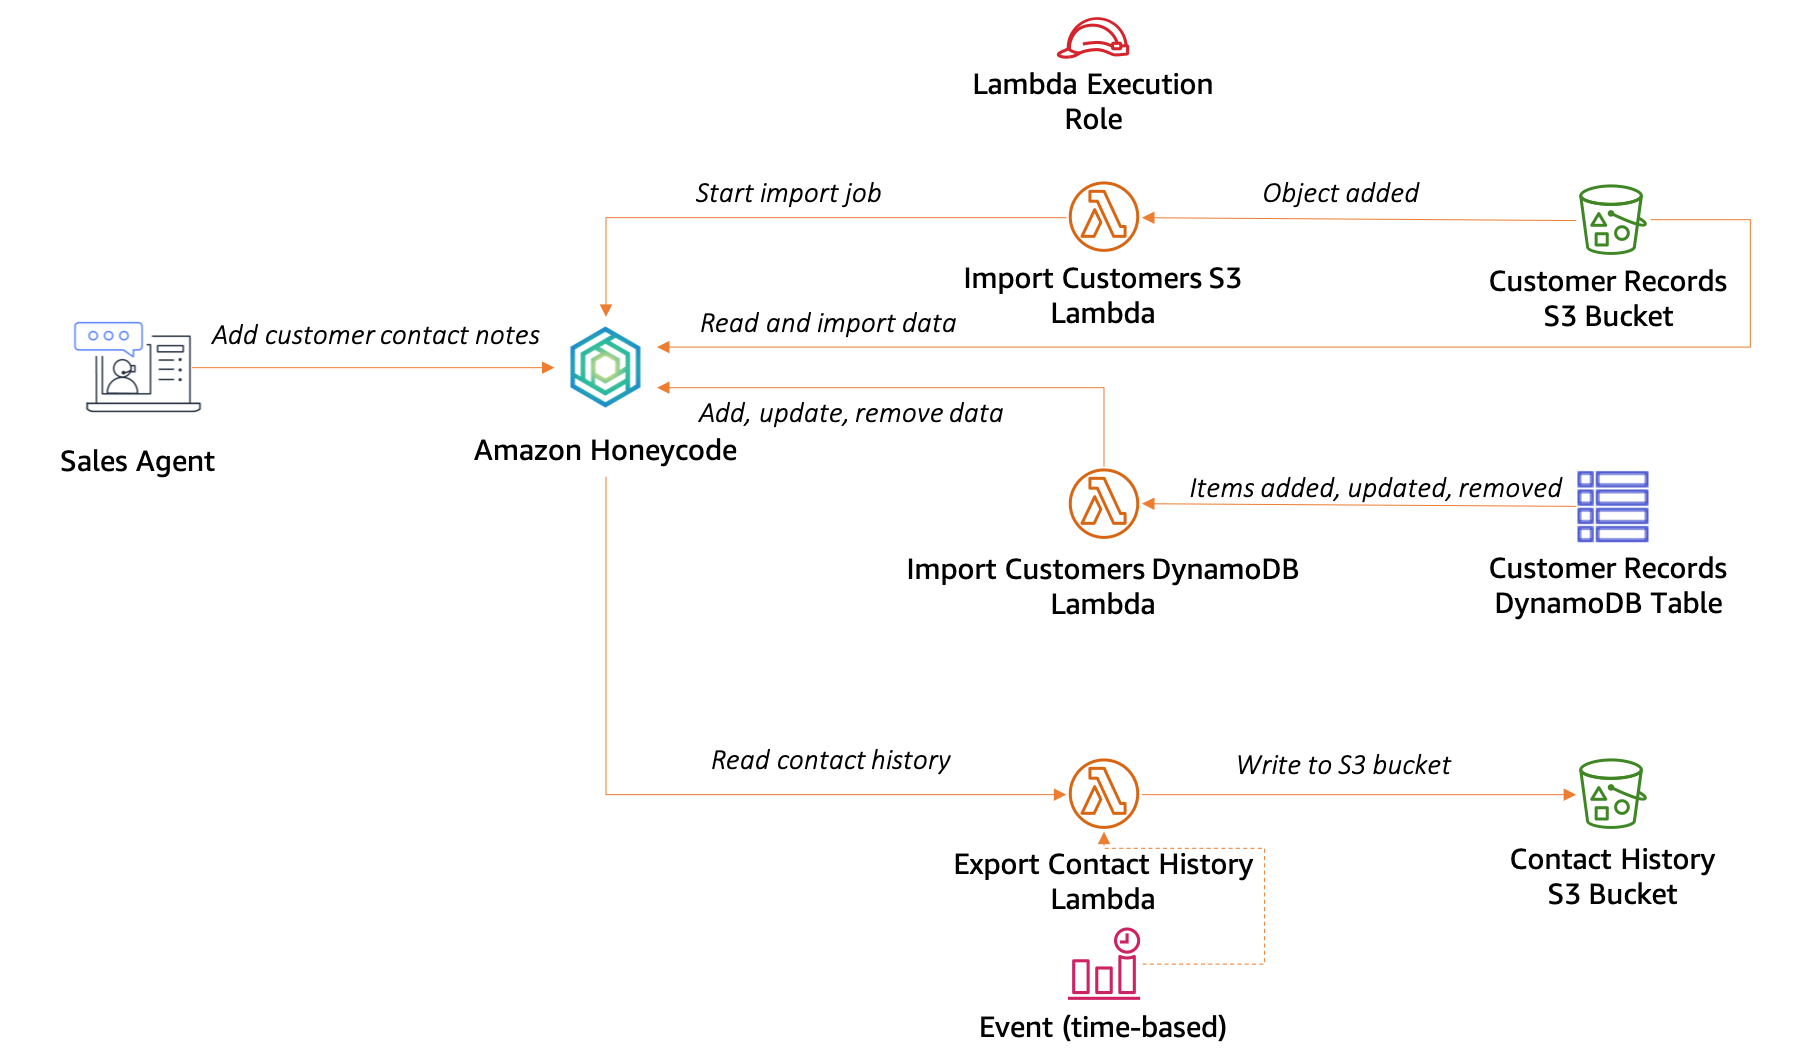 Lambda Execution
Role
Start import job
Object added
Import Customers S3
Lambda
Customer Records
S3 Bucket
Read and import data
Add customer contact notes
Add, update, remove data
Sales Agent
Amazon Honeycode
Items added, updated, removed
Import Customers DynamoDB
Lambda
Customer Records
DynamoDB Table
Read contact history
Write to S3 bucket
Export Contact History
Lambda
Contact History
S3 Bucket
Event (time-based)